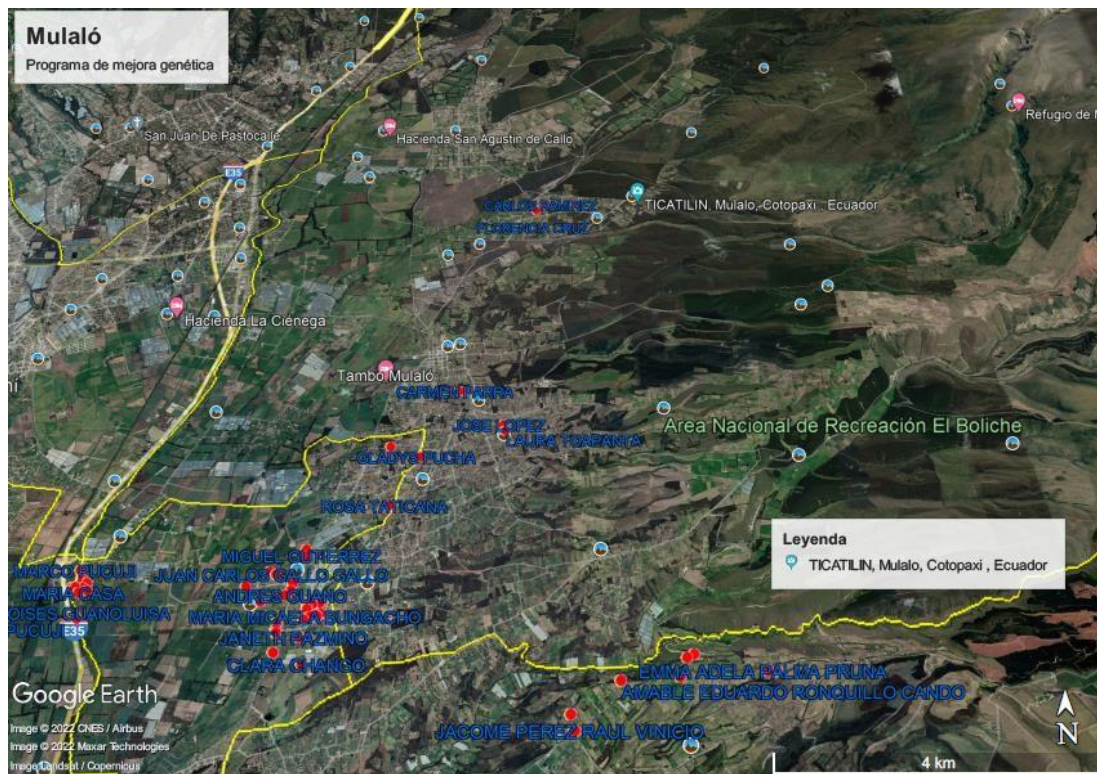 Mulaló
Programa de mejora genética
San Juan De Pastocalle
Hacienda San Agustin de Callo
Refugio de
E35
CARLOS RAMIREZ
TICATILIN, Mulalo, Cotopaxi , Ecuador
FLORENCIA CRUZ
Hacienda La Ciénega
Tambo Mulaló
CARMEN PARRA
JOSE LOPEZ
Área Nacional de Recreación El Boliche
LAURA TOAPANTA
GLADYS PUCHA
ROSA TATICANA
Leyenda
TICATILIN, Mulalo, Cotopaxi , Ecuador
MIGUEL GUTIERREZ
MARCO PUCUJI
JUAN CARLOS GALLO GALLO
MARIA CASA
ANDRES GUAÑO
OISES GUANOLUISA
MARIA MICAELA BUNGACHO
PUCUJI
E35
JANETH PAZMIÑO
CLARA CHANGO
EMMA ADELA PALMA PRUNA
AMABLE EDUARDO RONQUILLO CANDO
JACOME PEREZ RAUL VINICIO
Google Earth
Image © 2022 CNES / Airbus
Image © 2022 Maxar Technologies
Image Landsat / Copernicus
N
4 km